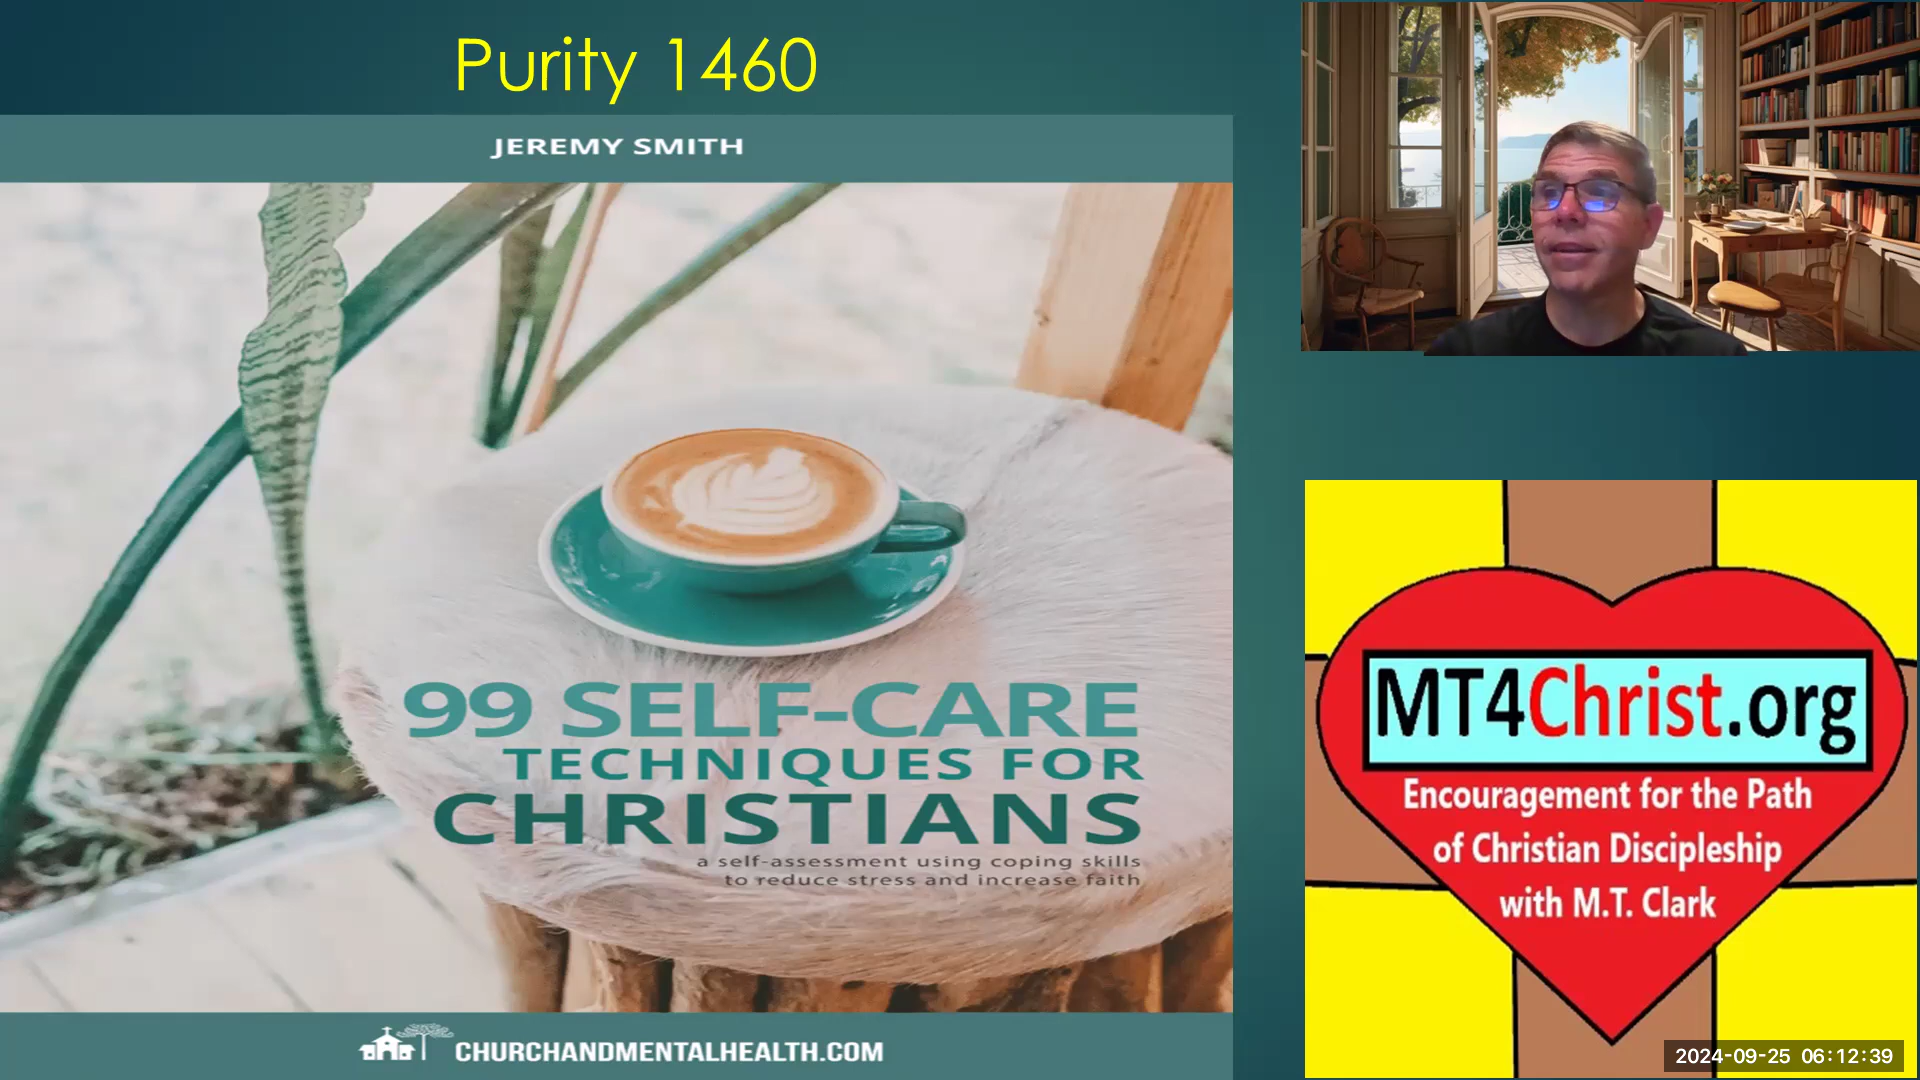 Purity 1460
JEREMY SMITH
99 SELF-CARE
TECHNIQUES FOR
CHRISTIANS
a self-assessment using coping skills
to reduce stress and increase faith
CHURCHANDMENTALHEALTH.COM
MT4Christ.org
Encouragement for the Path
of Christian Discipleship
with M.T. Clark
2024-09-25 06:12:39